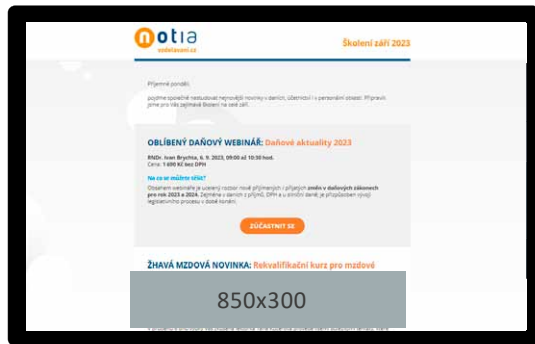 notia
vzdelavani.cz
Školení září 2023
Příjemné pondělí,
pojďme společně nastudovat nejnovější novinky v daních, účetnictví i v personální oblasti. Připravili
jsme pro Vás zajímavá školení na celé září.
OBLÍBENÝ DAŇOVÝ WEBINÁŘ: Daňové aktuality 2023
RNDr. Ivan Brychta, 6. 9. 2023, 09:00 až 10:30 hod.
Cena: 1 690 Kč bez DPH
Na co se můžete těšit?
Obsahem webináře je ucelený rozbor nově přijímaných i přijatých změn v daňových zákonech
pro rok 2023 a 2024. Zejména v daních z příjmů, DPH a u silniční daně; je přizpůsoben vývoji
legislativního procesu v době konání.
ZÚČASTNIT SE
ŽHAVÁ MZDOVÁ NOVINKA: Rekvalifikační kurz pro mzdové
850x300